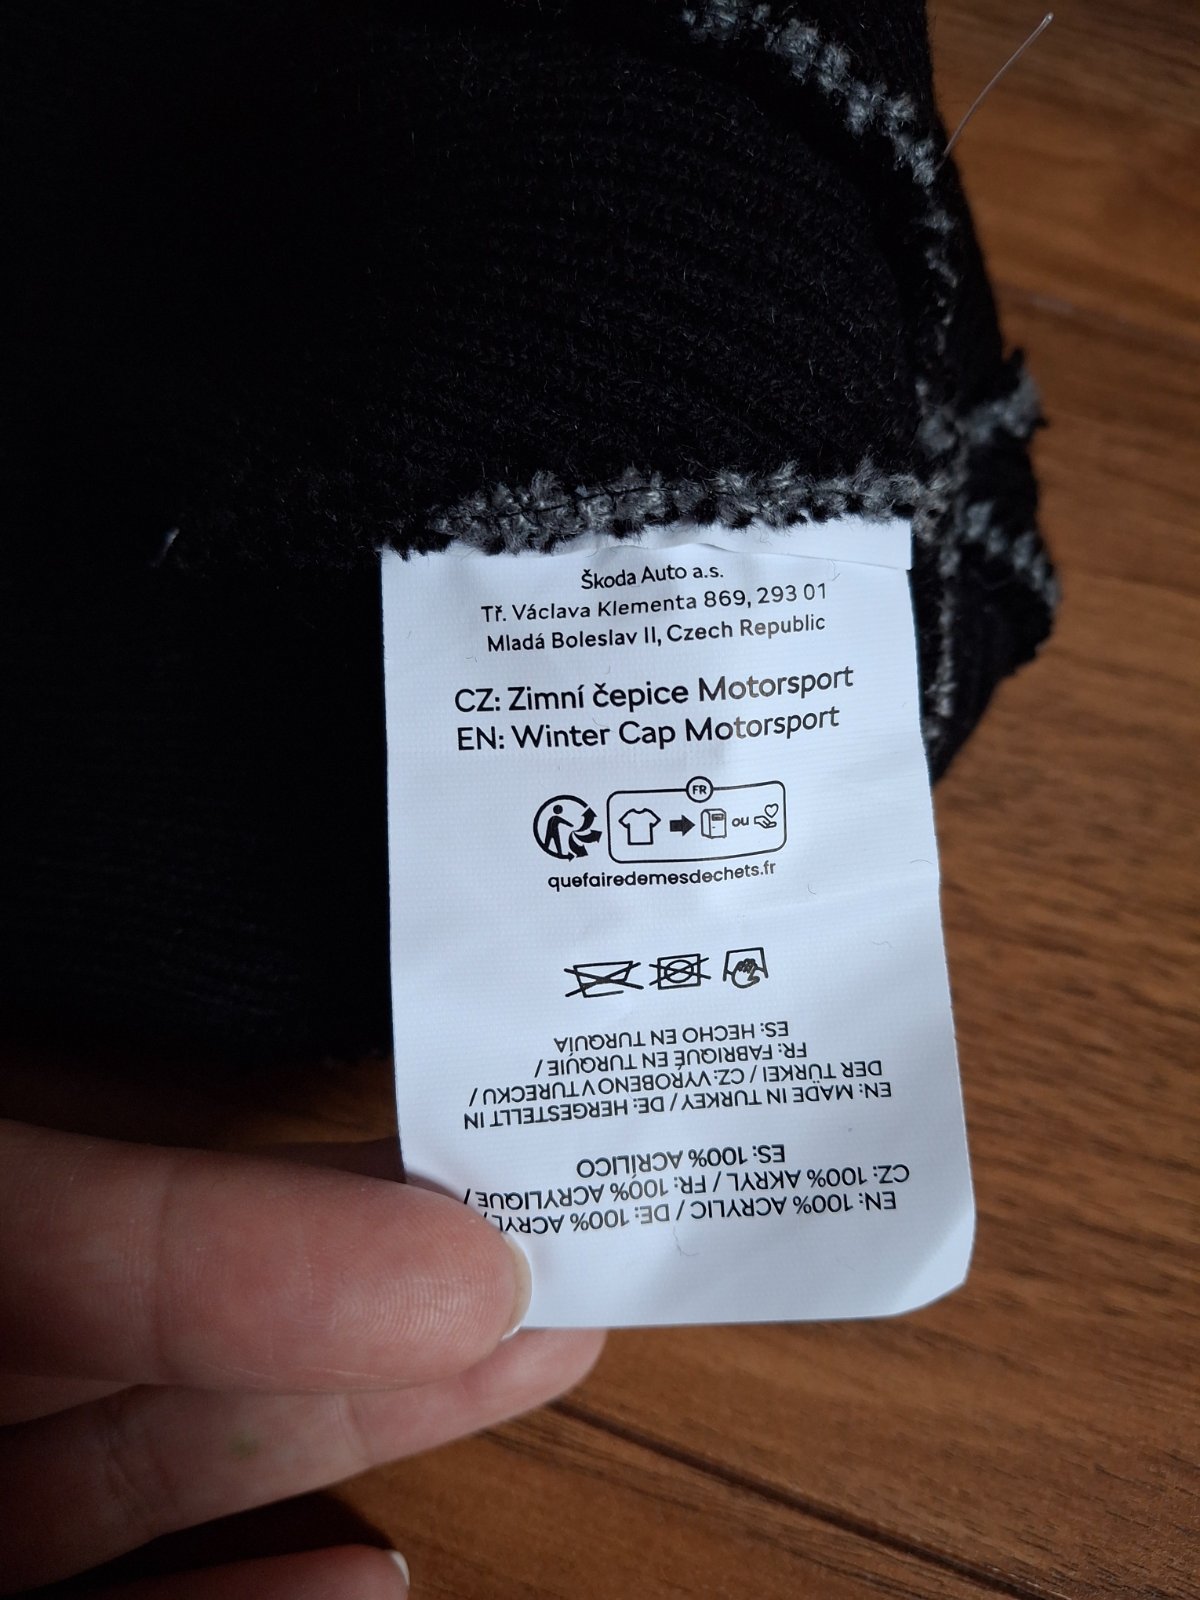 Škoda Auto a.s.
Tř. Václava Klementa 869, 293 01
Mladá Boleslav II, Czech Republic
CZ: Zimní čepice Motorsport
EN: Winter Cap Motorsport
FR
ou
quefairedemesdechets.fr
EN: 100% ACRYLIC / DE: 100% ACRYL /
CZ: 100% AKRYL / FR: 100% ACRYLIQUE /
ES: 100% ACRÍLICO
EN: MADE IN TURKEY / DE: HERGESTELLT IN
DER TÜRKEI / CZ: VYROBENO V TURECKU /
FR: FABRIQUÉ EN TURQUIE /
ES: HECHO EN TURQUÍA